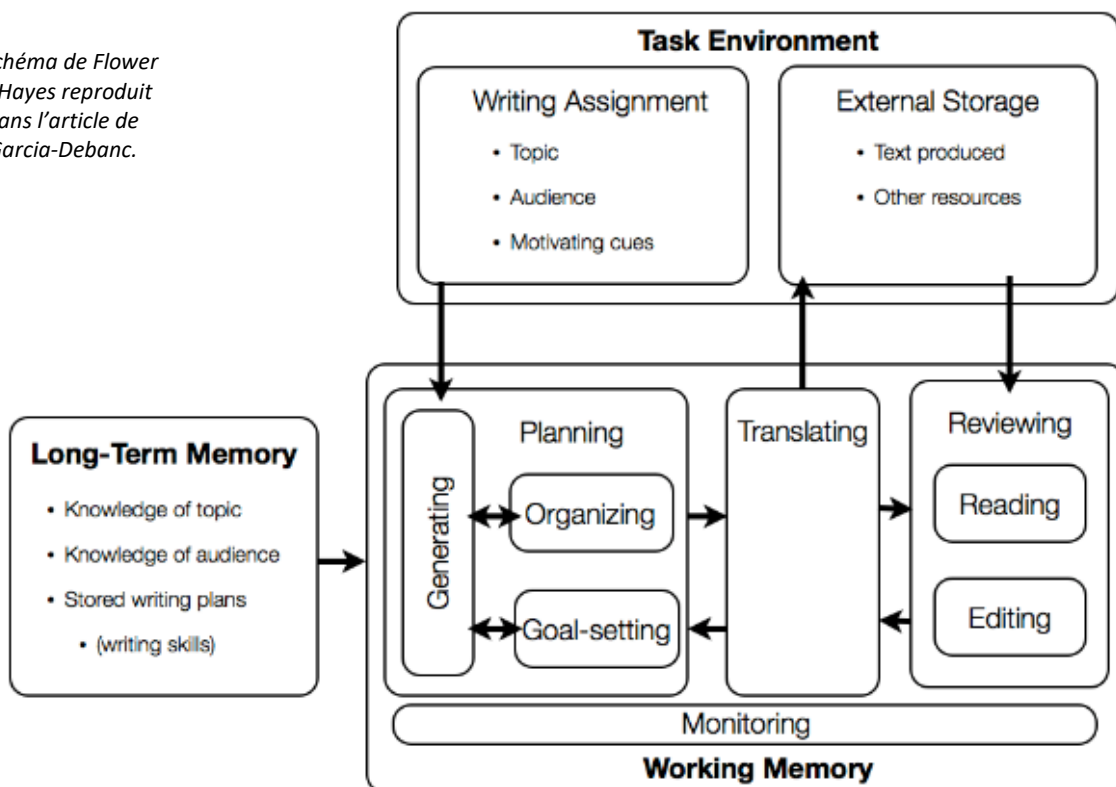 chéma de Flower
Hayes reproduit
ans l’article de
Garcia-Debanc.
Task Environment
Writing Assignment
• Topic
• Audience
• Motivating cues
External Storage
• Text produced
• Other resources
Long-Term Memory
• Knowledge of topic
• Knowledge of audience
• Stored writing plans
• (writing skills)
Planning
Generating
Organizing
Goal-setting
Translating
Reviewing
Reading
Editing
Monitoring
Working Memory